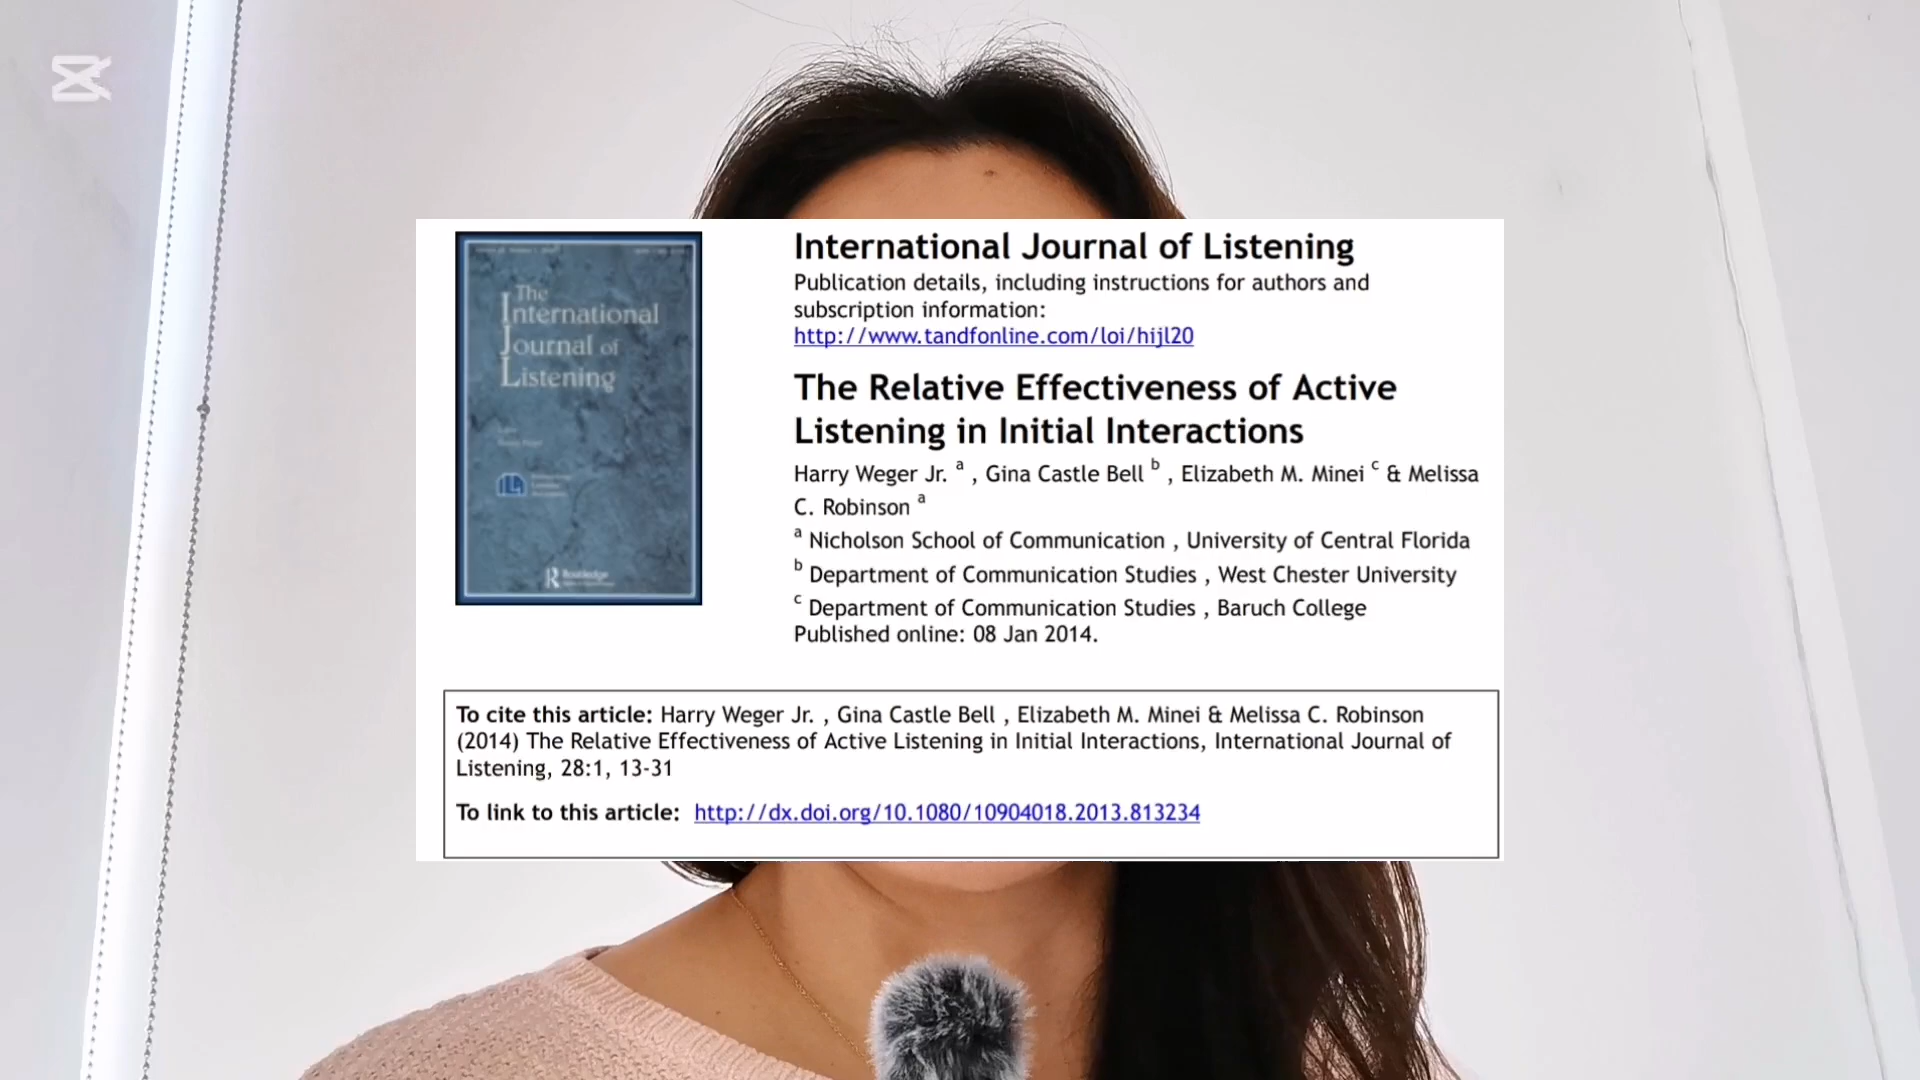 The
International
Journal of
Listening
Routledge
International Journal of Listening
Publication details, including instructions for authors and
subscription information:
http://www.tandfonline.com/loi/hijl20
The Relative Effectiveness of Active
Listening in Initial Interactions
Harry Weger Jr. a , Gina Castle Bell b , Elizabeth M. Minei c & Melissa
C. Robinson a
a Nicholson School of Communication , University of Central Florida
b Department of Communication Studies , West Chester University
c Department of Communication Studies , Baruch College
Published online: 08 Jan 2014.
To cite this article: Harry Weger Jr. , Gina Castle Bell , Elizabeth M. Minei & Melissa C. Robinson
(2014) The Relative Effectiveness of Active Listening in Initial Interactions, International Journal of
Listening, 28:1, 13-31
To link to this article: http://dx.doi.org/10.1080/10904018.2013.813234